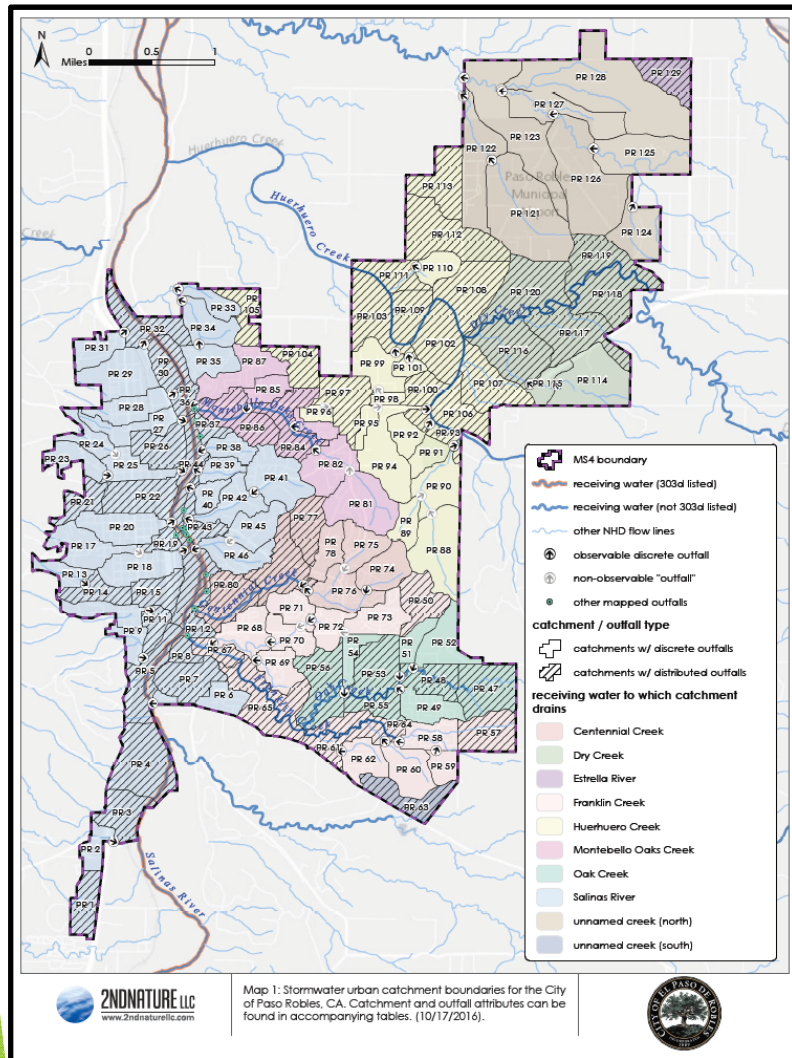 N
0 0.5 1
Miles
Huerhuero Creek
Huerhuero Creek
Creek
Paso Roble
Municipal
PR 128
PR 129
PR 127
PR 123
PR 122
PR 125
PR 126
PR 121
PR 124
PR 113
PR 112
PR 119
PR 111
PR 110
PR 108
PR 120
PR 118
Dry Creek
PR 109
PR 103
PR 102
PR 117
PR 116
PR 105
PR 33
PR 34
PR 32
PR 31
PR 30
PR 35
PR 87
PR 104
PR 99
PR 101
PR 107
PR 115
PR 114
PR 29
PR 36
PR 85
PR 97
PR 98
PR 100
PR 106
PR 28
PR 27
PR 37
Montebello Oaks Creek
PR 86
PR 96
PR 95
PR 92
PR 93
PR 24
PR 26
PR 38
PR 84
PR 91
PR 23
PR 25
PR 44
PR 39
PR 82
PR 94
PR 90
PR 21
PR 22
PR 40
PR 42
PR 41
PR 81
PR 20
PR 43
PR 45
PR 77
PR 89
PR 17
PR 19
PR 46
PR 78
PR 75
PR 88
PR 18
PR 13
PR 74
PR 14
PR 15
PR 80
Centennial Creek
PR 76
PR 50
PR 11
PR 71
PR 12
PR 68
PR 72
PR 73
PR 9
PR 67
PR 70
PR 54
PR 51
PR 52
PR 8
PR 69
PR 56
PR 53
PR 5
PR 7
PR 48
PR 47
PR 6
PR 65
Oak Creek
PR 55
PR 49
PR 64
PR 57
PR 61
PR 58
PR 4
PR 62
PR 60
PR 59
PR 63
PR 3
PR 2
Salinas River
PR 1
MS4 boundary
receiving water (303d listed)
receiving water (not 303d listed)
other NHD flow lines
observable discrete outfall
non-observable "outfall"
other mapped outfalls
catchment / outfall type
catchments w/ discrete outfalls
catchments w/ distributed outfalls
receiving water to which catchment
drains
Centennial Creek
Dry Creek
Estrella River
Franklin Creek
Huerhuero Creek
Montebello Oaks Creek
Oak Creek
Salinas River
unnamed creek (north)
unnamed creek (south)
2NDNATURE LLC
www.2ndnaturellc.com
Map 1: Stormwater urban catchment boundaries for the City
of Paso Robles, CA. Catchment and outfall attributes can be
found in accompanying tables. (10/17/2016).
CITY OF EL PASO DE ROBLES